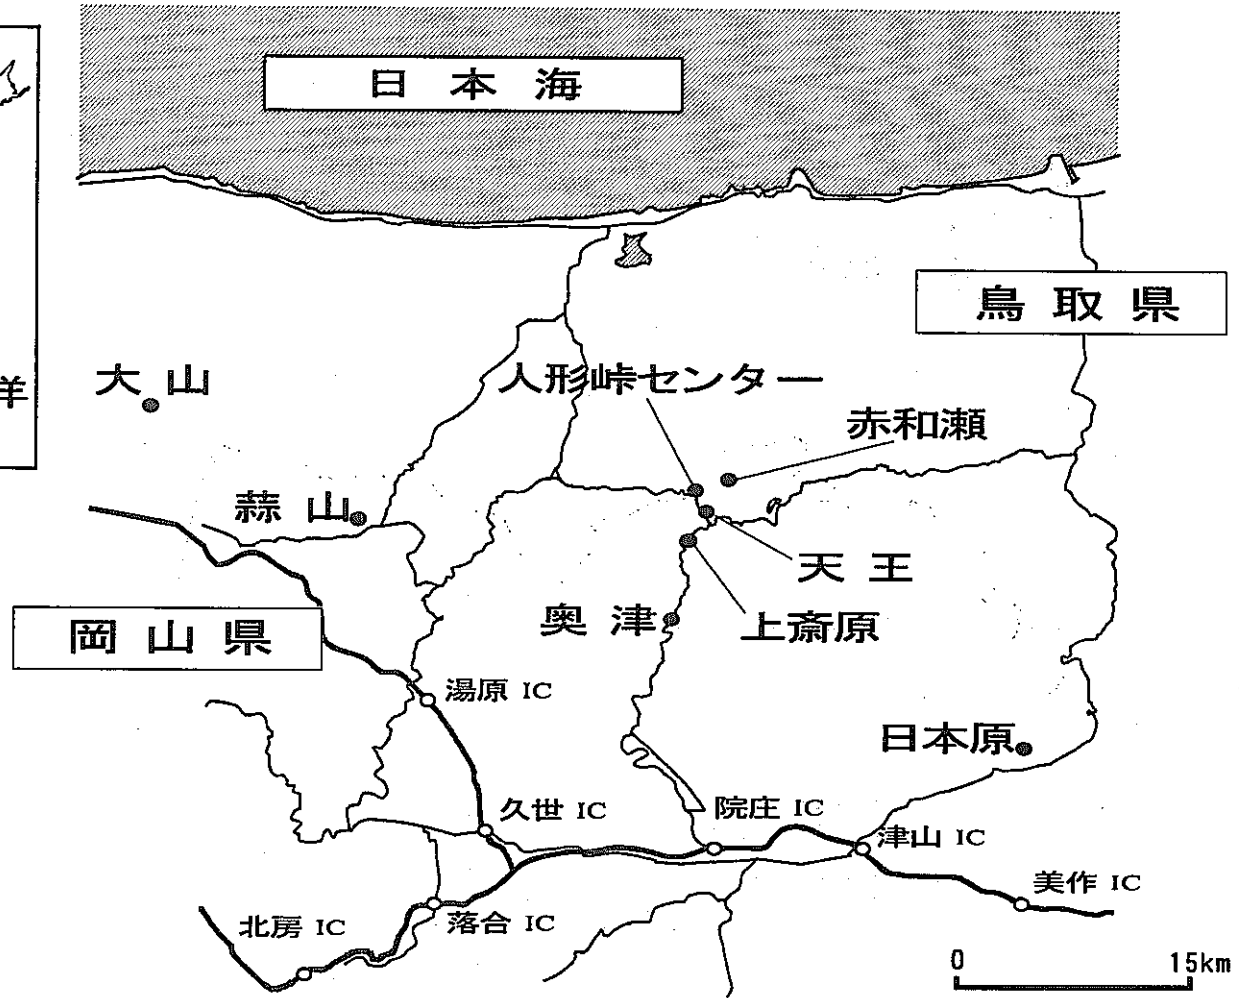 日本海
鳥取県
大山
洋
人形峠センター
赤和瀬
蒜山
天王
岡山県
奥津
上斎原
湯原 IC
日本原
久世 IC
院庄 IC
津山 IC
美作 IC
北房 IC
落合 IC
0 15km